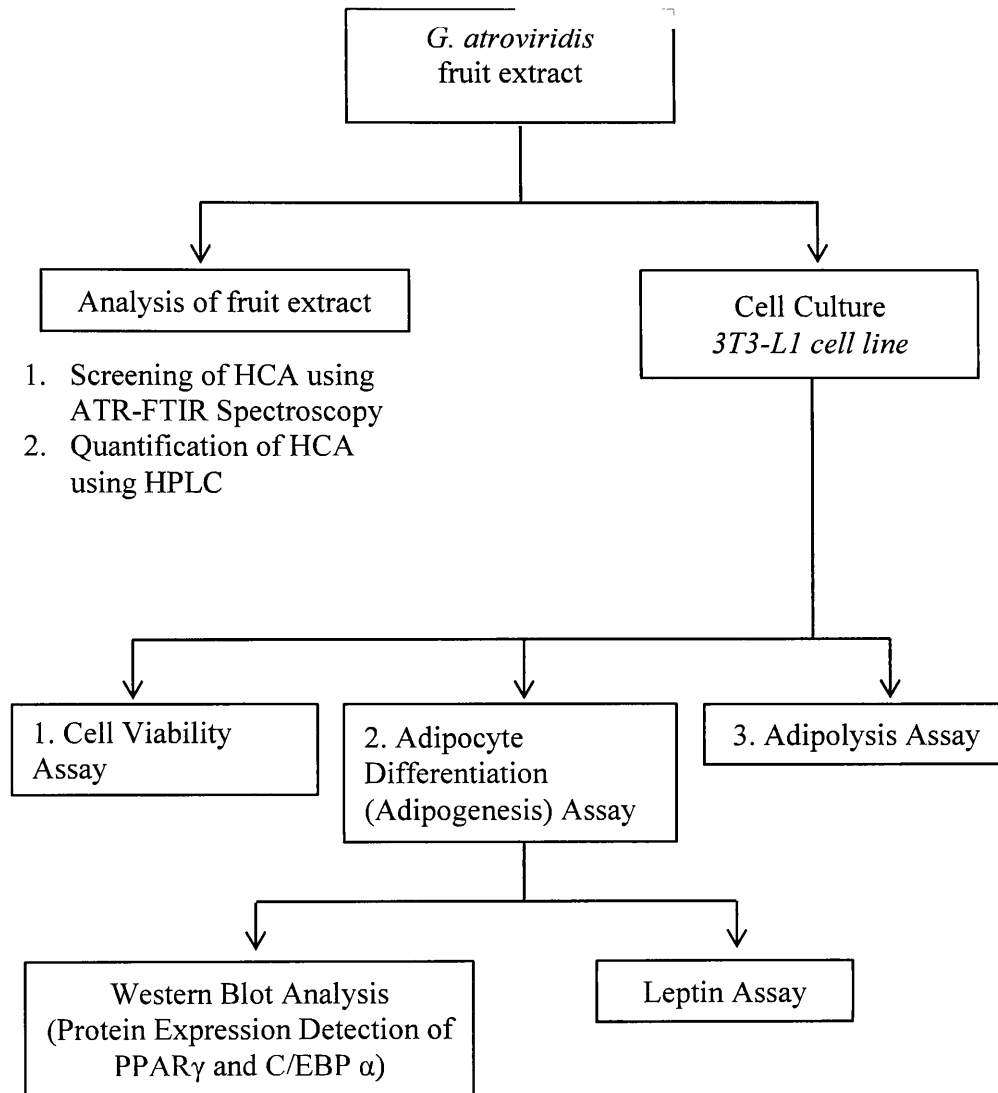 G. atroviridis
fruit extract
Analysis of fruit extract
1. Screening of HCA using
ATR-FTIR Spectroscopy
2. Quantification of HCA
using HPLC
Cell Culture
3T3-L1 cell line
1. Cell Viability
Assay
2. Adipocyte
Differentiation
(Adipogenesis) Assay
3. Adipolysis Assay
Western Blot Analysis
(Protein Expression Detection of
PPARγ and C/EBP α)
Leptin Assay